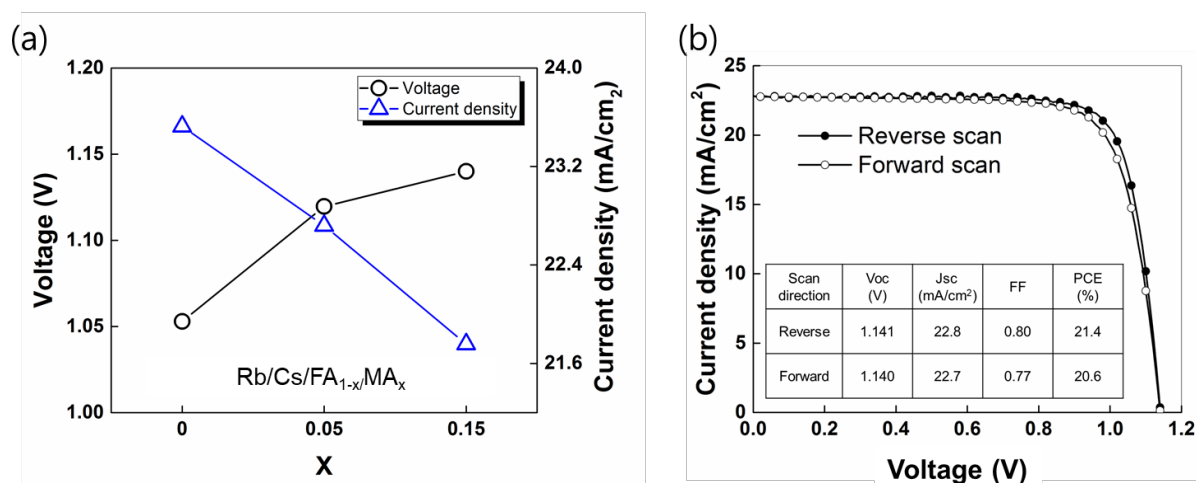 (a)
1.20
1.15
1.10
1.05
1.00
Voltage (V)
24.0
23.2
22.4
21.6
Current density (mA/cm₂)
Voltage
Current density
Rb/Cs/FA₁₋ₓ/MAₓ
0
0.05
0.15
X
(b)
25
20
15
10
5
0
Current density (mA/cm²)
Reverse scan
Forward scan
Scan direction Voc (V) Jsc (mA/cm²) FF PCE (%)
Reverse 1.141 22.8 0.80 21.4
Forward 1.140 22.7 0.77 20.6
0.0 0.2 0.4 0.6 0.8 1.0 1.2
Voltage (V)